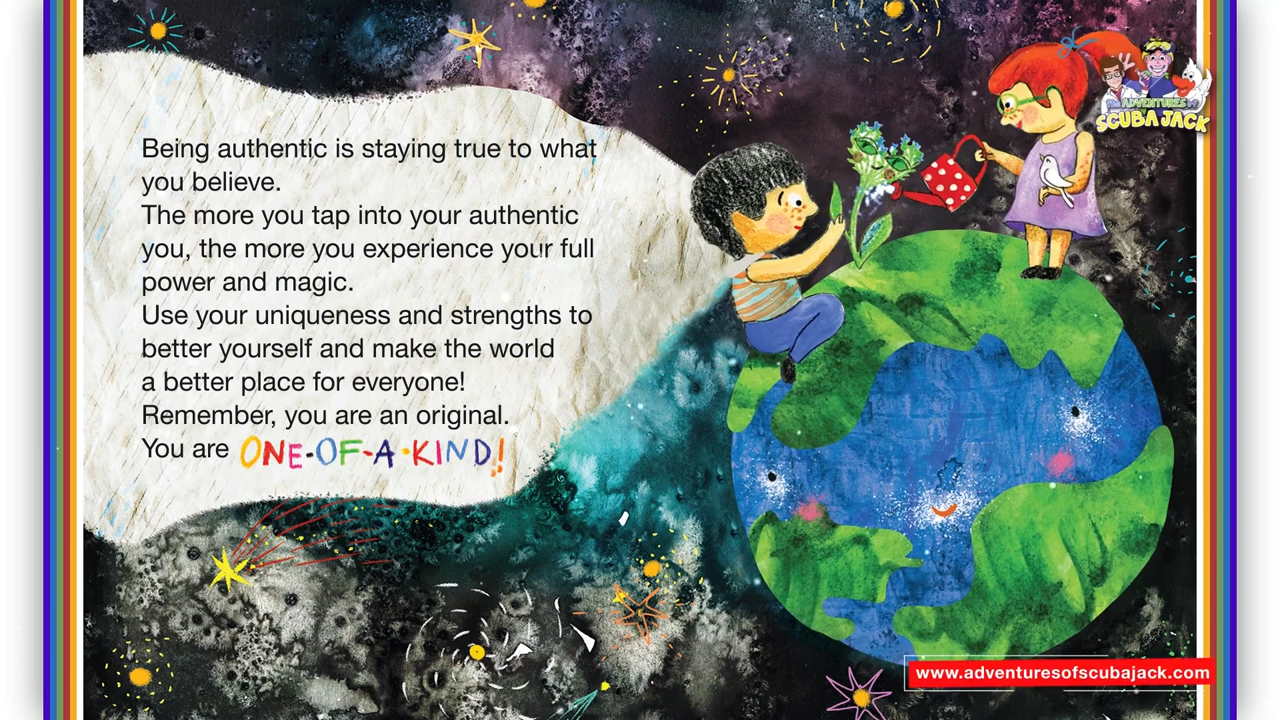 Being authentic is staying true to what
you believe.
The more you tap into your authentic
you, the more you experience your full
power and magic.
Use your uniqueness and strengths to
better yourself and make the world
a better place for everyone!
Remember, you are an original.
You are ONE-OF-A-KIND!
THE ADVENTURES OF
SCUBA JACK
www.adventuresofscubajack.com